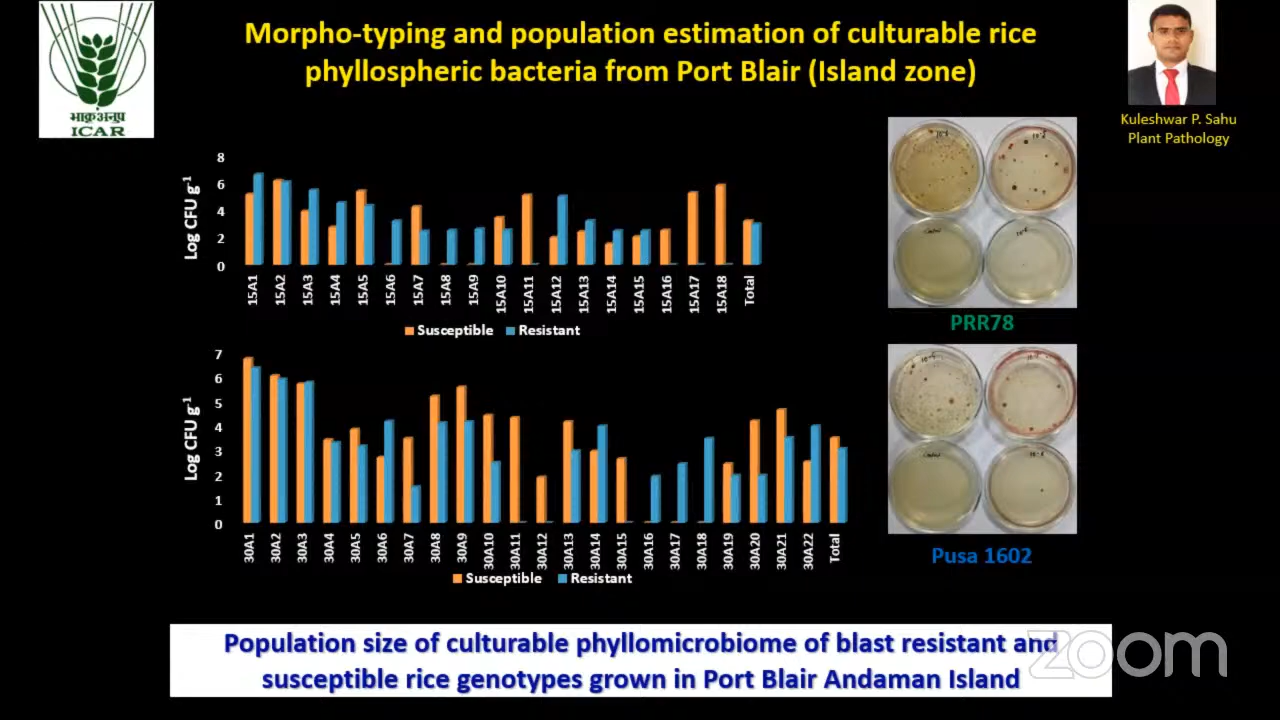 Morpho-typing and population estimation of culturable rice
phyllospheric bacteria from Port Blair (Island zone)
भाकृअनुप
ICAR
Kuleshwar P. Sahu
Plant Pathology
Log CFU g-1
8
6
4
2
0
15A1
15A2
15A3
15A4
15A5
15A6
15A7
15A8
15A9
15A10
15A11
15A12
15A13
15A14
15A15
15A16
15A17
15A18
Total
Susceptible Resistant
PRR78
Log CFU g-1
7
6
5
4
3
2
1
0
30A1
30A2
30A3
30A4
30A5
30A6
30A7
30A8
30A9
30A10
30A11
30A12
30A13
30A14
30A15
30A16
30A17
30A18
30A19
30A20
30A21
30A22
Total
Susceptible Resistant
Control
Pusa 1602
Population size of culturable phyllomicrobiome of blast resistant and
susceptible rice genotypes grown in Port Blair Andaman Island
zoom